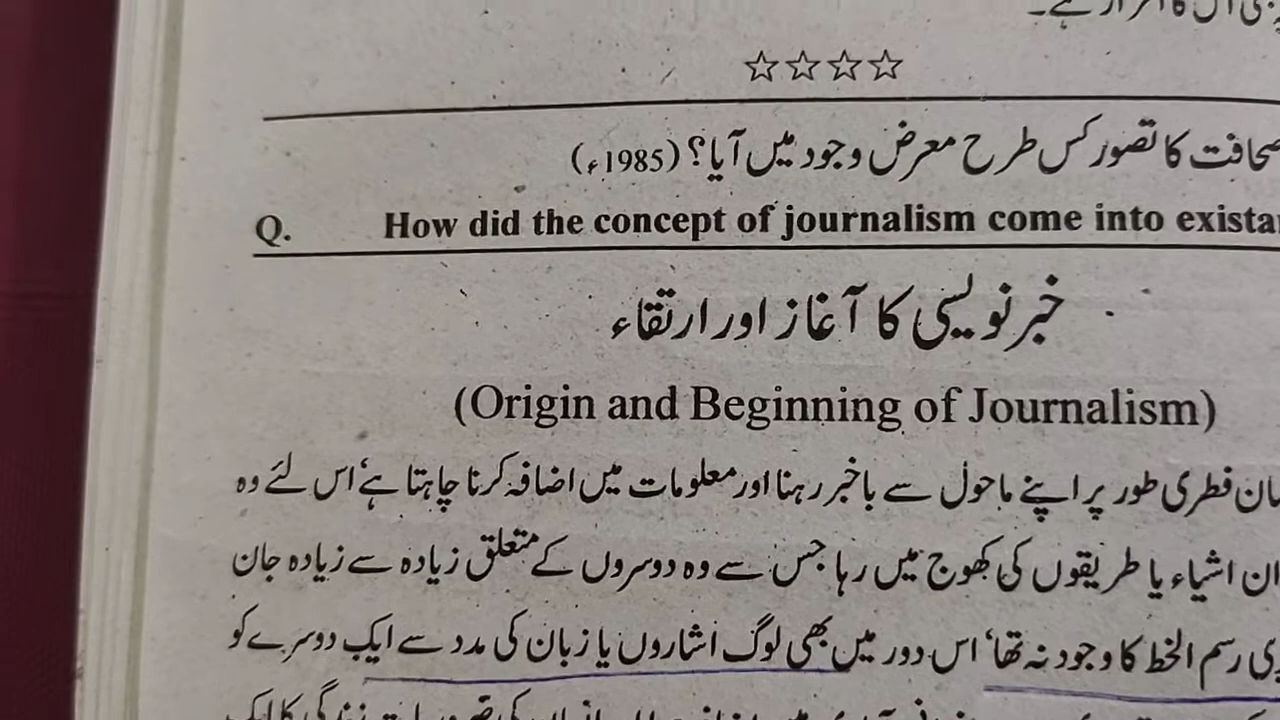 ☆☆☆☆
کا تصور کس طرح معرض وجود میں آیا؟ (1985ء)
Q. How did the concept of journalism come into
خبر نویسی کا آغاز اور ارتقاء
(Origin and Beginning of Journalism)
فطری طور پر اپنے ماحول سے باخبر رہنا اور معلومات میں اضافہ کرنا چاہتا ہے' اس لئے وہ
اشیاء یا طریقوں کی کھوج میں رہا جس سے وہ دوسروں کے متعلق زیادہ سے زیادہ جان
رسم الخط کا وجود نہ تھا' اس دور میں بھی لوگ اشاروں یا زبان کی مدد سے ایک دوسرے کو